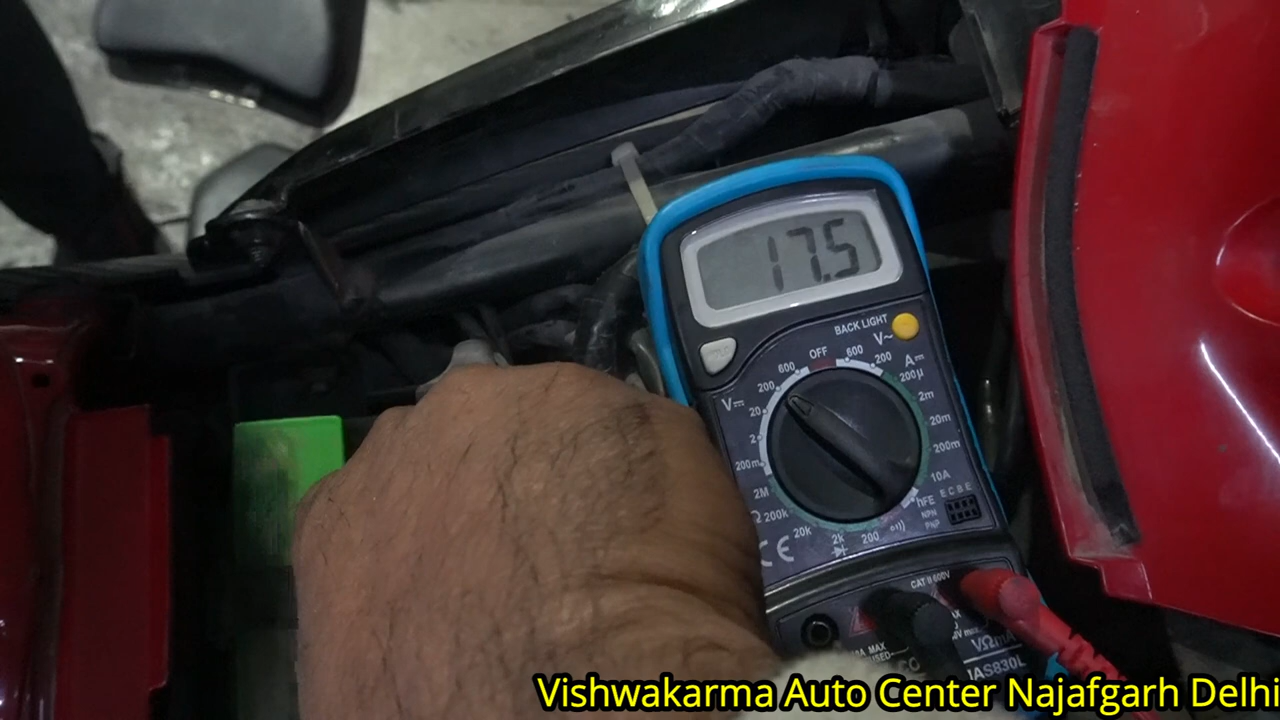 17.5
BACK LIGHT
OFF
600
200
V⎓
20
2
200m
2M
Ω
200k
20k
2k
200
hFE
NPN
PNP
E C B E
10A
200m
20m
2m
200µ
A⎓
V~
200
600
CE
CAT II 600V
VΩmA
Vishwakarma Auto Center Najafgarh Delhi